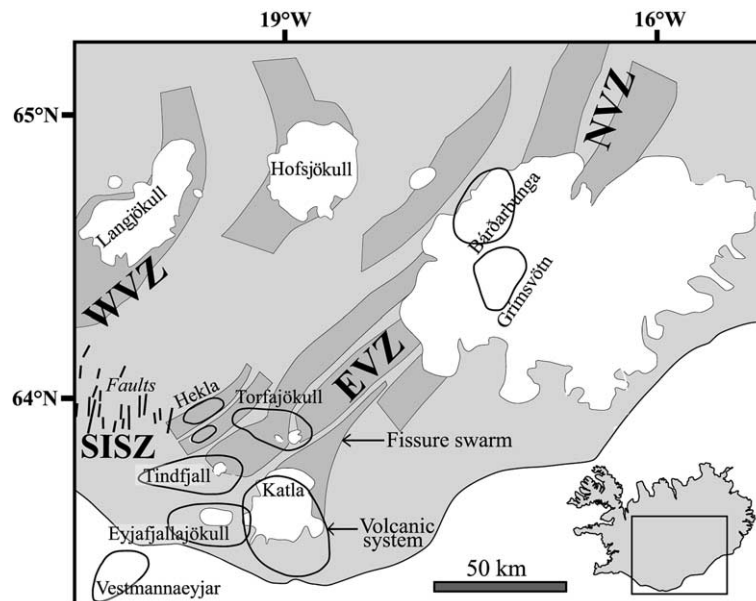 19°W
16°W
65°N
NVZ
Hofsjökull
Langjökull
Bárðarbunga
Grímsvötn
WVZ
EVZ
64°N
Faults
Hekla
Torfajökull
SISZ
Fissure swarm
Tindfjall
Katla
Eyjafjallajökull
Volcanic
system
Vestmannaeyjar
50 km